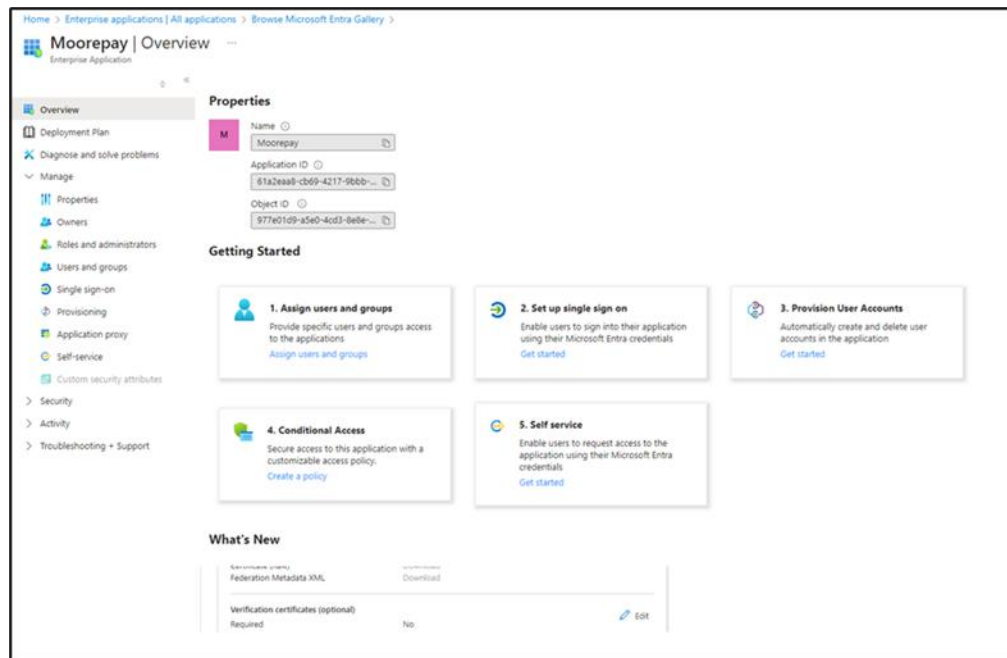 Home > Enterprise applications | All applications > Browse Microsoft Entra Gallery >
Moorepay | Overview ...
Enterprise Application
Overview
Deployment Plan
Diagnose and solve problems
Manage
Properties
Owners
Roles and administrators
Users and groups
Single sign-on
Provisioning
Application proxy
Self-service
Custom security attributes
Security
Activity
Troubleshooting + Support
Properties
M
Name
Moorepay
Application ID
61a2eaa8-cb69-4217-9bbb-...
Object ID
977e01d9-a5e0-4cd3-8e8e-...
Getting Started
1. Assign users and groups
Provide specific users and groups access
to the applications
Assign users and groups
2. Set up single sign on
Enable users to sign into their application
using their Microsoft Entra credentials
Get started
3. Provision User Accounts
Automatically create and delete user
accounts in the application
Get started
4. Conditional Access
Secure access to this application with a
customizable access policy.
Create a policy
5. Self service
Enable users to request access to the
application using their Microsoft Entra
credentials
Get started
What's New
Federation Metadata XML Download
Verification certificates (optional)
Edit
Required No